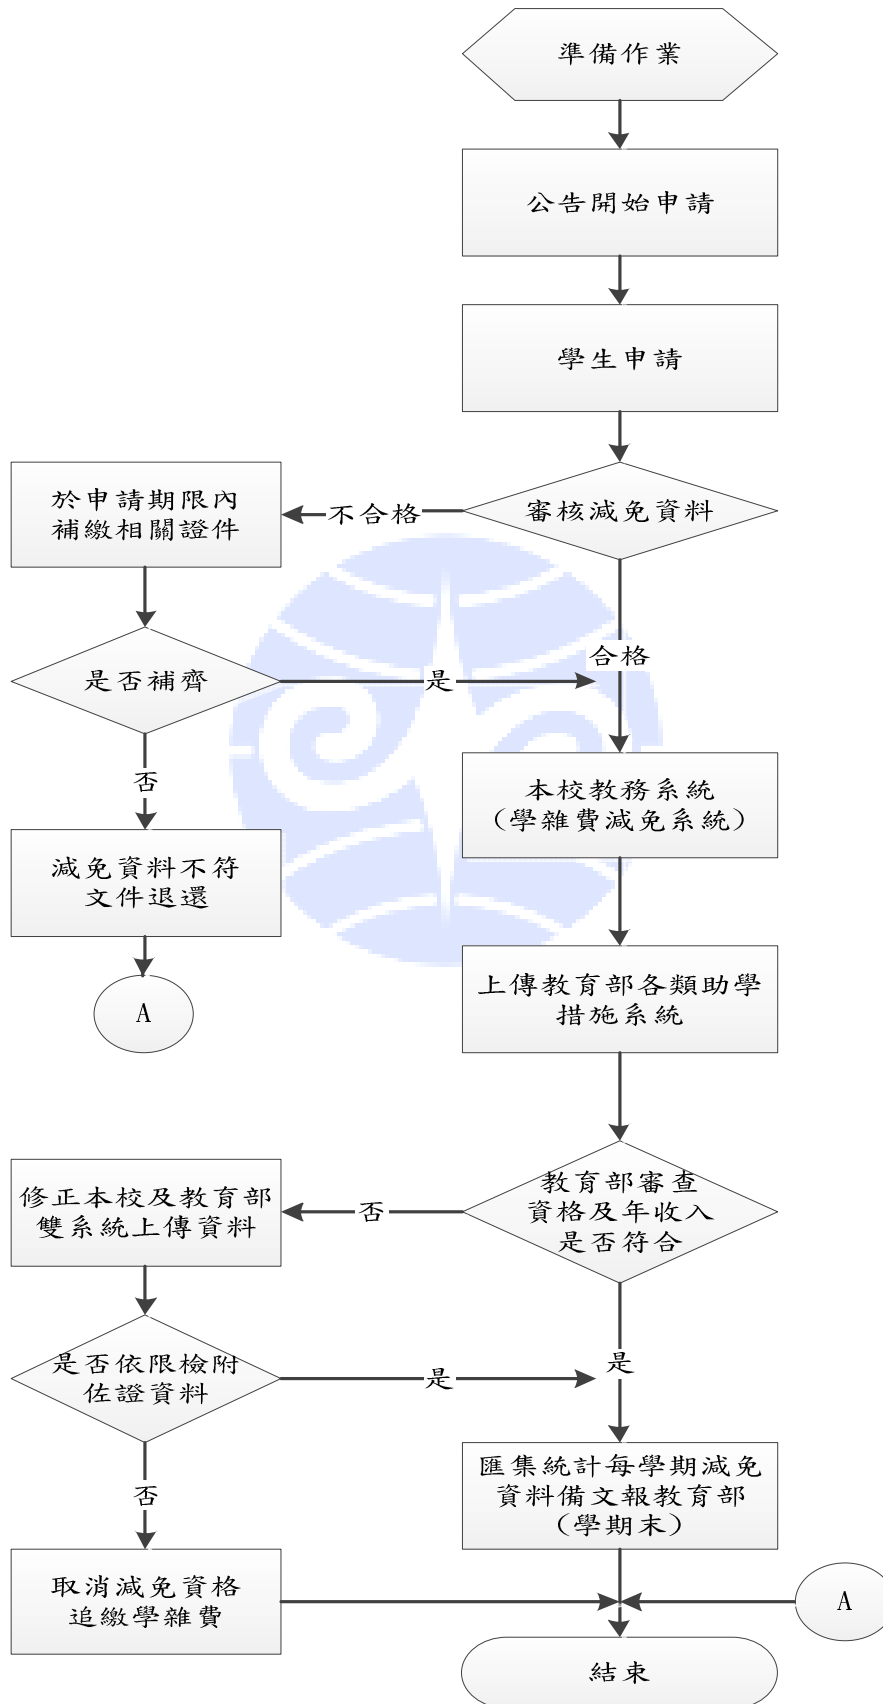 準備作業
公告開始申請
學生申請
審核減免資料
不合格
於申請期限內
補繳相關證件
合格
是否補齊
是
否
本校教務系統
（學雜費減免系統）
減免資料不符
文件退還
A
上傳教育部各類助學
措施系統
教育部審查
資格及年收入
是否符合
否
修正本校及教育部
雙系統上傳資料
是
是否依限檢附
佐證資料
是
否
匯集統計每學期減免
資料備文報教育部
（學期末）
取消減免資格
追繳學雜費
A
結束